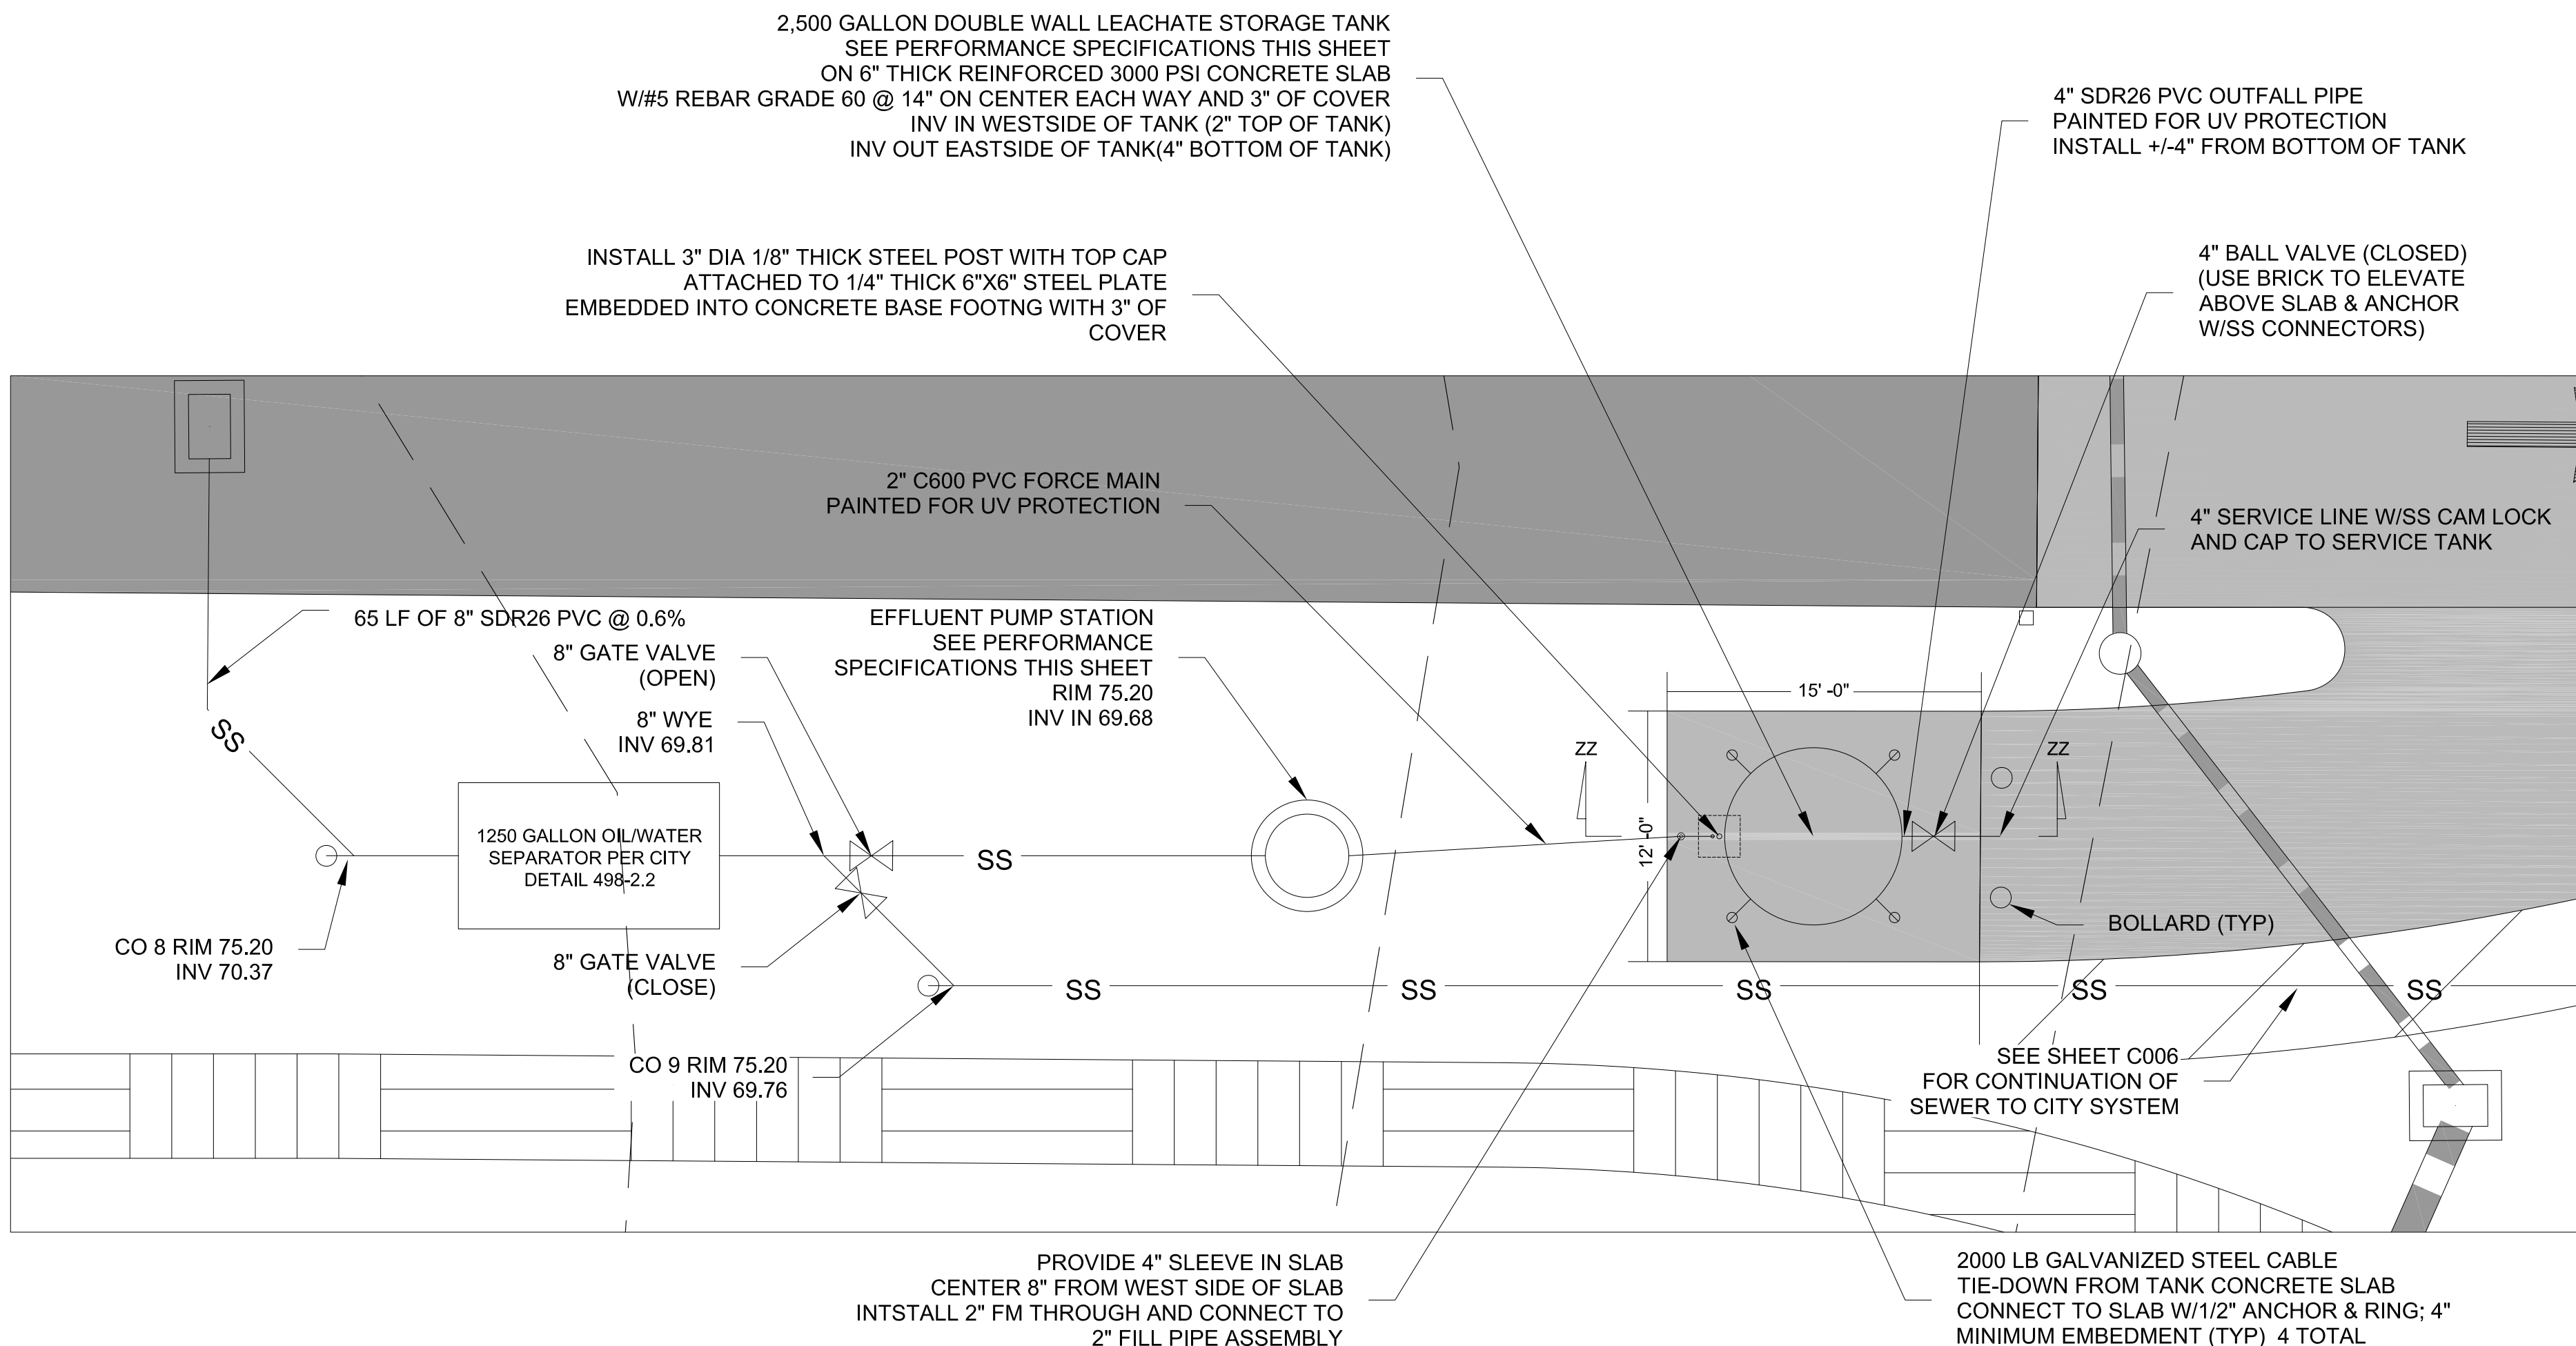 2,500 GALLON DOUBLE WALL LEACHATE STORAGE TANK
SEE PERFORMANCE SPECIFICATIONS THIS SHEET
ON 6" THICK REINFORCED 3000 PSI CONCRETE SLAB
W/#5 REBAR GRADE 60 @ 14" ON CENTER EACH WAY AND 3" OF COVER
INV IN WESTSIDE OF TANK (2" TOP OF TANK)
INV OUT EASTSIDE OF TANK(4" BOTTOM OF TANK)
4" SDR26 PVC OUTFALL PIPE
PAINTED FOR UV PROTECTION
INSTALL +/-4" FROM BOTTOM OF TANK
INSTALL 3" DIA 1/8" THICK STEEL POST WITH TOP CAP
ATTACHED TO 1/4" THICK 6"X6" STEEL PLATE
EMBEDDED INTO CONCRETE BASE FOOTNG WITH 3" OF
COVER
4" BALL VALVE (CLOSED)
(USE BRICK TO ELEVATE
ABOVE SLAB & ANCHOR
W/SS CONNECTORS)
2" C600 PVC FORCE MAIN
PAINTED FOR UV PROTECTION
4" SERVICE LINE W/SS CAM LOCK
AND CAP TO SERVICE TANK
65 LF OF 8" SDR26 PVC @ 0.6%
8" GATE VALVE
(OPEN)
8" WYE
INV 69.81
EFFLUENT PUMP STATION
SEE PERFORMANCE
SPECIFICATIONS THIS SHEET
RIM 75.20
INV IN 69.68
15' -0"
12' -0"
ZZ
ZZ
SS
1250 GALLON OIL/WATER
SEPARATOR PER CITY
DETAIL 498-2.2
SS
CO 8 RIM 75.20
INV 70.37
8" GATE VALVE
(CLOSE)
BOLLARD (TYP)
SS
SS
SS
SS
SS
CO 9 RIM 75.20
INV 69.76
SEE SHEET C006
FOR CONTINUATION OF
SEWER TO CITY SYSTEM
PROVIDE 4" SLEEVE IN SLAB
CENTER 8" FROM WEST SIDE OF SLAB
INTSTALL 2" FM THROUGH AND CONNECT TO
2" FILL PIPE ASSEMBLY
2000 LB GALVANIZED STEEL CABLE
TIE-DOWN FROM TANK CONCRETE SLAB
CONNECT TO SLAB W/1/2" ANCHOR & RING; 4"
MINIMUM EMBEDMENT (TYP) 4 TOTAL